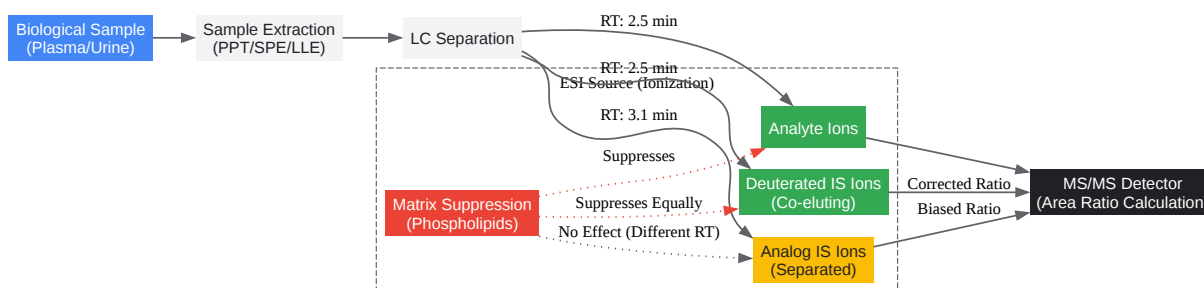 Biological Sample
(Plasma/Urine)
Sample Extraction
(PPT/SPE/LLE)
LC Separation
RT: 2.5 min
RT: 2.5 min
ESI Source (Ionization)
RT: 3.1 min
Analyte Ions
Suppresses
Deuterated IS Ions
(Co-eluting)
Corrected Ratio
MS/MS Detector
(Area Ratio Calculation
Matrix Suppression
(Phospholipids)
Suppresses Equally
Biased Ratio
No Effect (Different RT)
Analog IS Ions
(Separated)